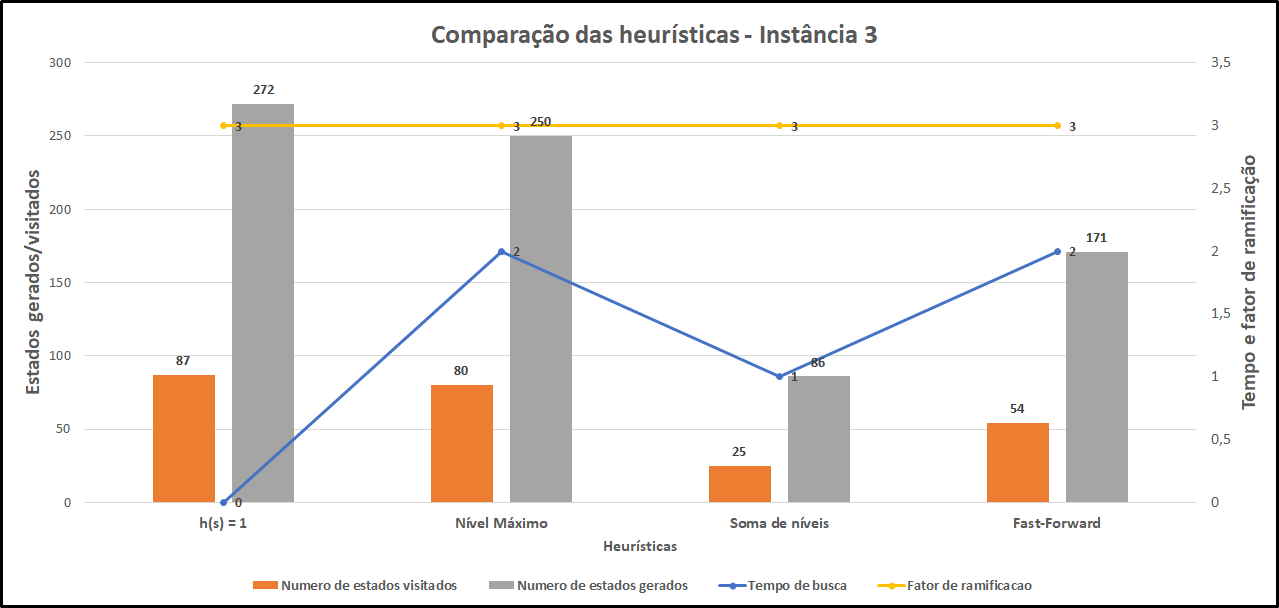 Comparação das heurísticas - Instância 3
Estados gerados/visitados
300
250
200
150
100
50
0
3,5
3
2,5
2
1,5
1
0,5
0
Tempo e fator de ramificação
272
250
171
86
87
80
25
54
3
3
3
3
0
2
1
2
h(s) = 1
Nível Máximo
Soma de níveis
Fast-Forward
Heurísticas
Numero de estados visitados
Numero de estados gerados
Tempo de busca
Fator de ramificacao